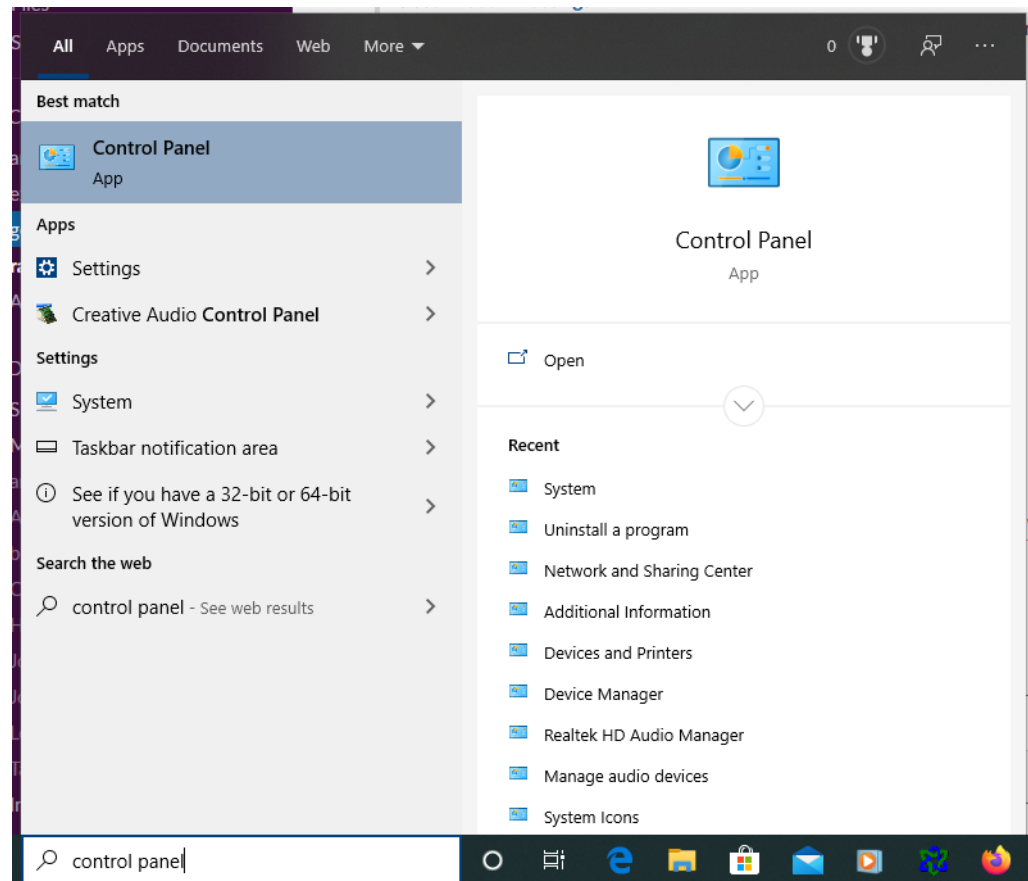 All Apps Documents Web More 0 ...
Best match
Control Panel
App
Apps
Settings
Creative Audio Control Panel
Settings
System
Taskbar notification area
See if you have a 32-bit or 64-bit
version of Windows
Search the web
control panel - See web results
Control Panel
App
Open
Recent
System
Uninstall a program
Network and Sharing Center
Additional Information
Devices and Printers
Device Manager
Realtek HD Audio Manager
Manage audio devices
System Icons
control panel